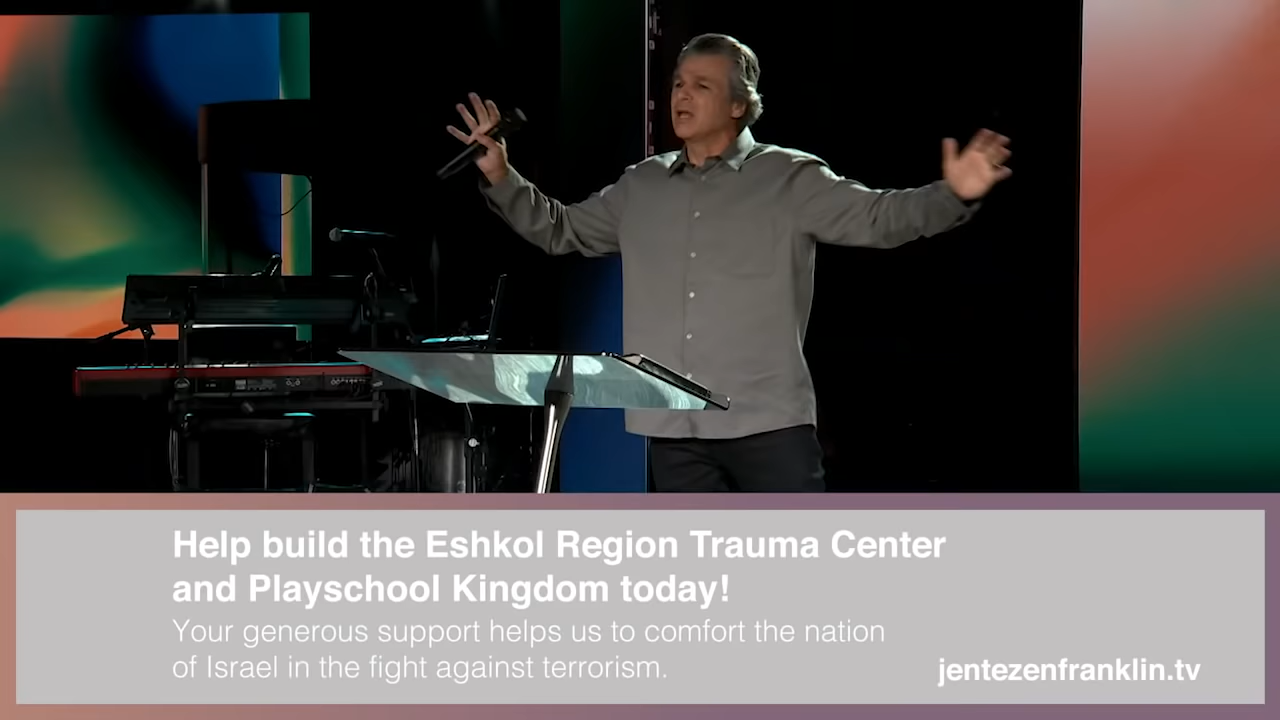 Help build the Eshkol Region Trauma Center
and Playschool Kingdom today!
Your generous support helps us to comfort the nation
of Israel in the fight against terrorism.
jentezenfranklin.tv